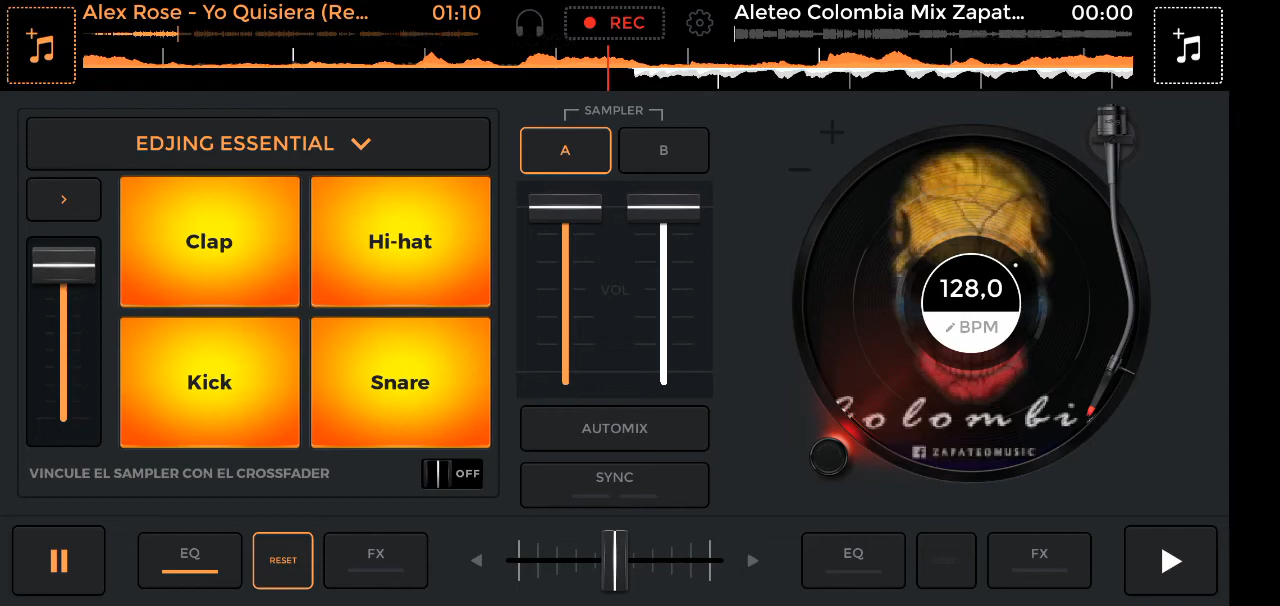 Alex Rose - Yo Quisiera (Re...
01:10
REC
Aleteo Colombia Mix Zapat...
00:00
EDJING ESSENTIAL
SAMPLER
A
B
Clap
Hi-hat
Kick
Snare
VOL
128,0
BPM
Colombi
ZAPATEOMUSIC
AUTOMIX
VINCULE EL SAMPLER CON EL CROSSFADER
OFF
SYNC
EQ
RESET
FX
EQ
FX